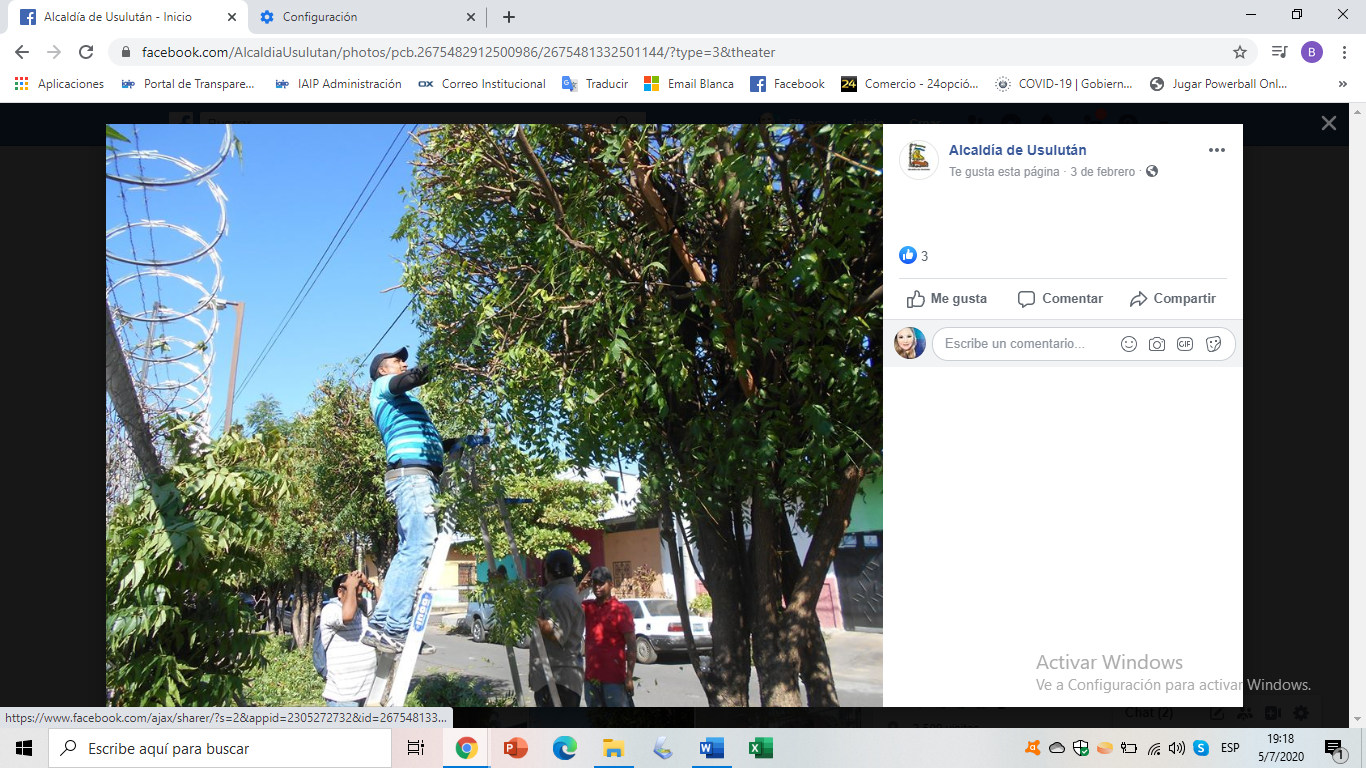 Alcaldía de Usulután - Inicio
Configuración
facebook.com/AlcaldiaUsulutan/photos/pcb.2675482912500986/2675481332501144/?type=3&theater
B
Aplicaciones
Portal de Transpare...
IAIP Administración
Correo Institucional
Traducir
Email Blanca
Facebook
24
Comercio - 24opció...
COVID-19 | Gobiern...
Jugar Powerball Onl...
»
Alcaldía de Usulután
Te gusta esta página · 3 de febrero ·
3
Me gusta
Comentar
Compartir
Escribe un comentario...
GIF
Activar Windows
Ve a Configuración para activar Windows.
Chat (2)
https://www.facebook.com/ajax/sharer/?s=2&appid=2305272732&id=267548133...
Escribe aquí para buscar
ESP
19:18
5/7/2020
1